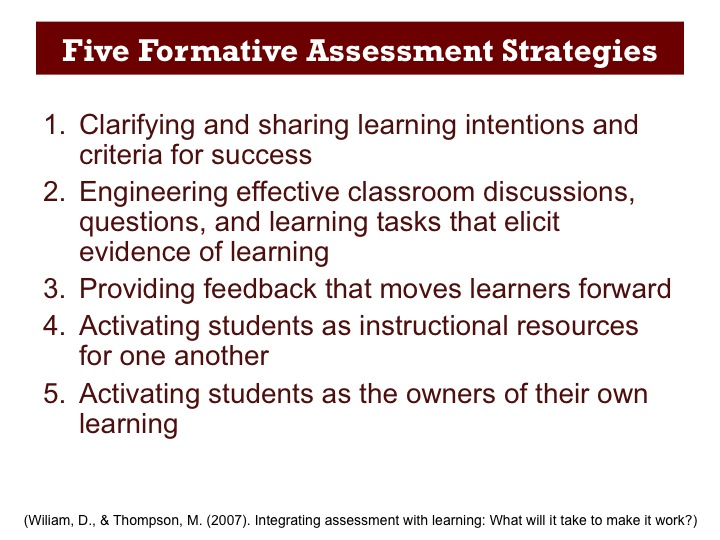 Five Formative Assessment Strategies
1. Clarifying and sharing learning intentions and
criteria for success
2. Engineering effective classroom discussions,
questions, and learning tasks that elicit
evidence of learning
3. Providing feedback that moves learners forward
4. Activating students as instructional resources
for one another
5. Activating students as the owners of their own
learning
(Wiliam, D., & Thompson, M. (2007). Integrating assessment with learning: What will it take to make it work?)